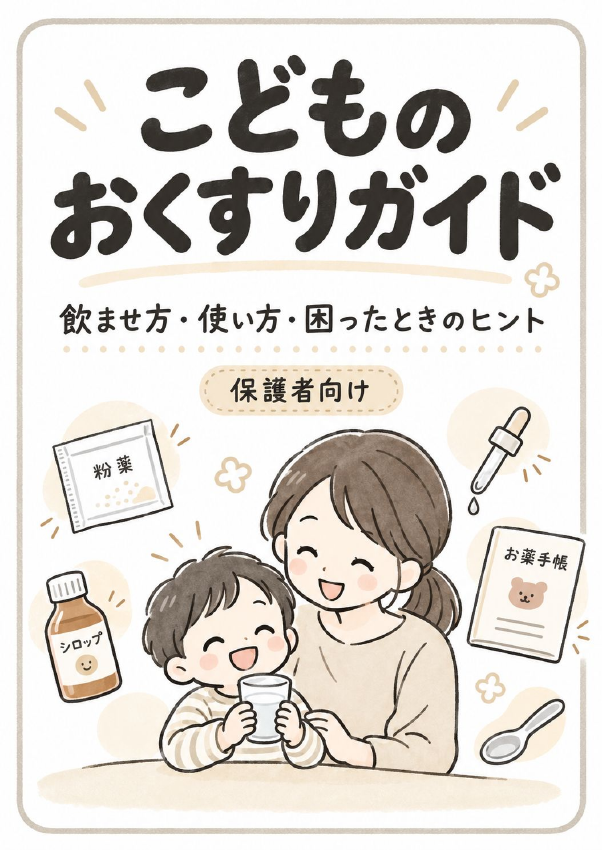 こどもの
おくすりガイド
飲ませ方・使い方・困ったときのヒント
保護者向け
粉薬
お薬手帳
シロップ